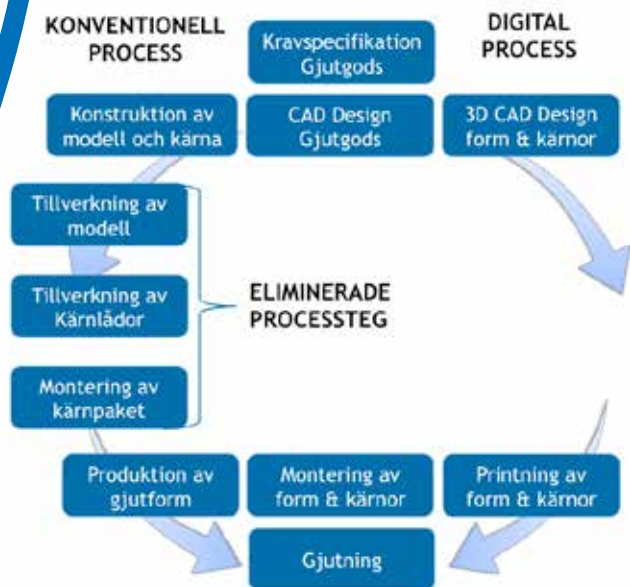 KONVENTIONELL
PROCESS
Kravspecifikation
Gjutgods
DIGITAL
PROCESS
Konstruktion av
modell och kärna
CAD Design
Gjutgods
3D CAD Design
form & kärnor
Tillverkning av
modell
Tillverkning av
Kärnlådor
Montering av
kärnpaket
ELIMINERADE
PROCESSTEG
Produktion av
gjutform
Montering av
form & kärnor
Printning av
form & kärnor
Gjutning